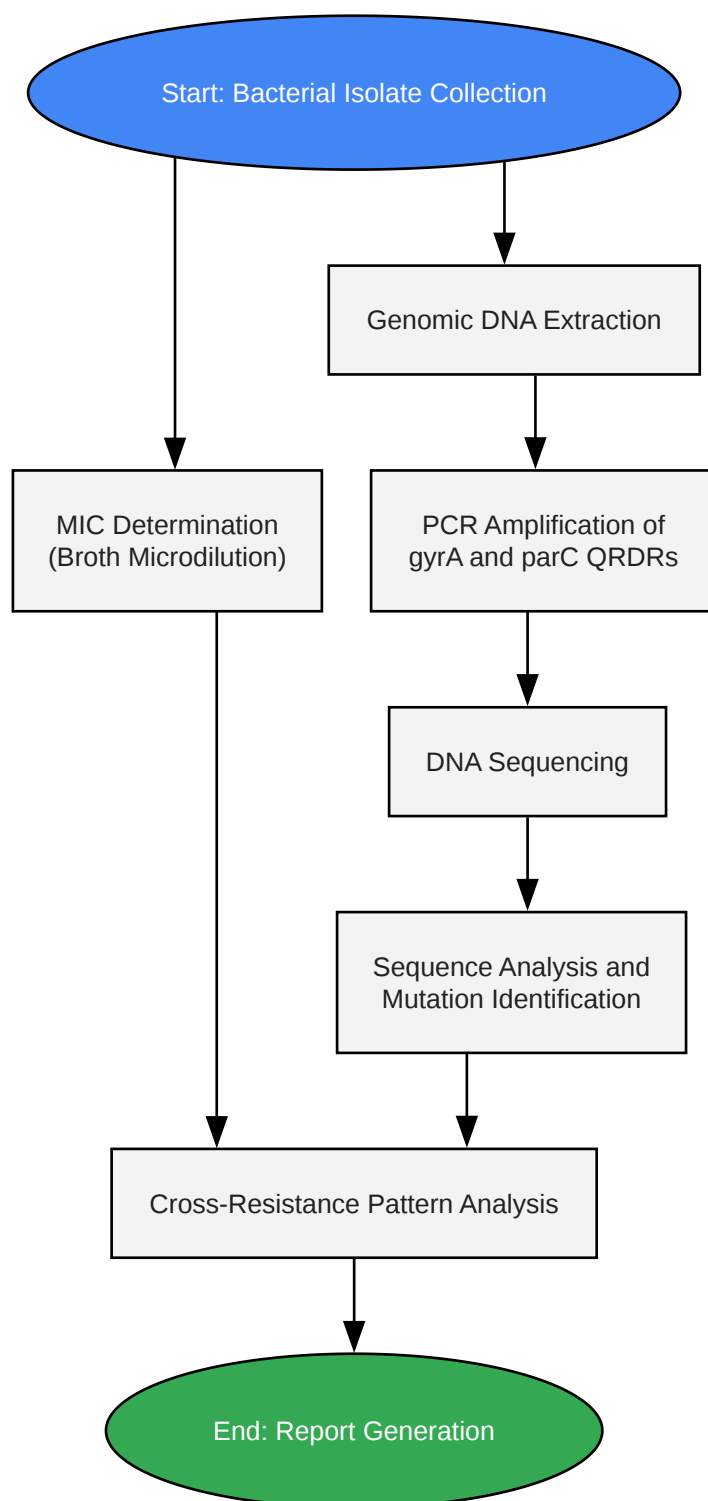 Start: Bacterial Isolate Collection
Genomic DNA Extraction
MIC Determination
(Broth Microdilution)
PCR Amplification of
gyrA and parC QRDRs
DNA Sequencing
Sequence Analysis and
Mutation Identification
Cross-Resistance Pattern Analysis
End: Report Generation